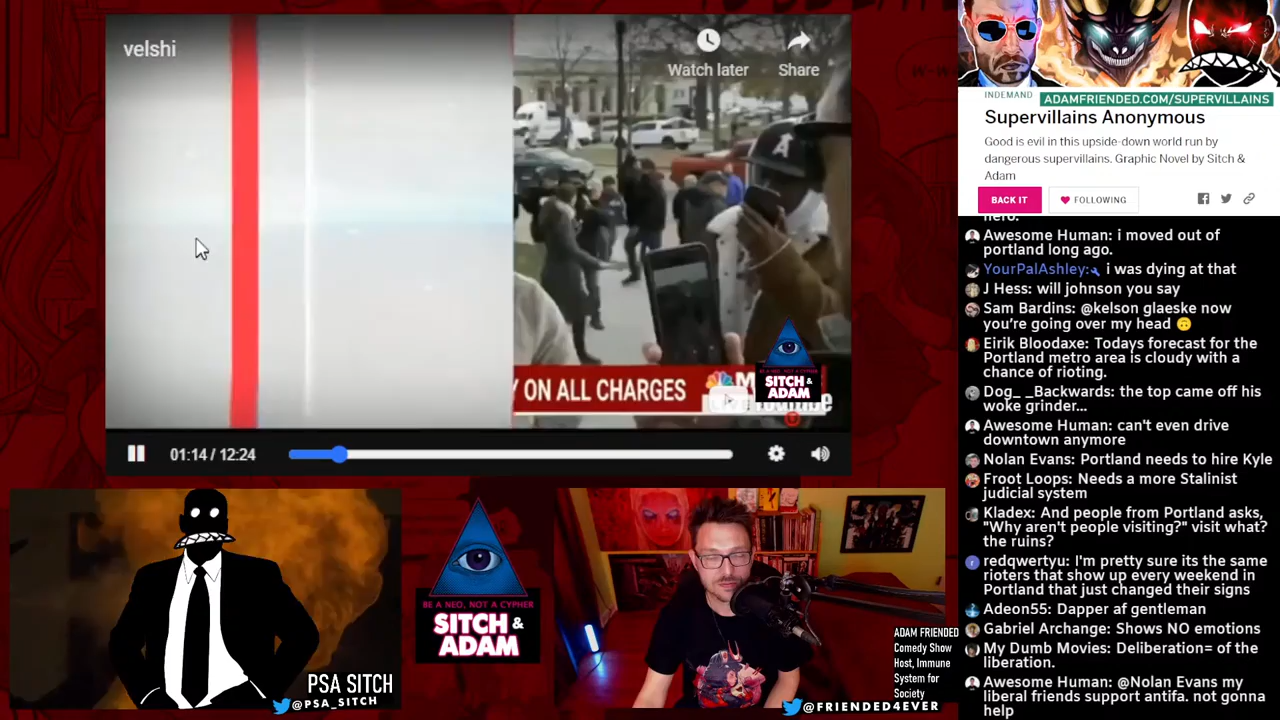 velshi
Watch later
Share
A
Y ON ALL CHARGES
BE A NEO, NOT A CYPHER
SITCH &
ADAM
01:14 / 12:24
PSA SITCH
@PSA_SITCH
BE A NEO, NOT A CYPHER
SITCH &
ADAM
ADAM FRIENDED
Comedy Show
Host, Immune
System for
Society
@FRIENDED4EVER
INDEMAND
ADAMFRIENDED.COM/SUPERVILLAINS
Supervillains Anonymous
Good is evil in this upside-down world run by
dangerous supervillains. Graphic Novel by Sitch &
Adam
BACK IT
FOLLOWING
hero.
Awesome Human: i moved out of
portland long ago.
YourPalAshley: i was dying at that
J Hess: will johnson you say
Sam Bardins: @kelson glaeske now
you're going over my head 🙃
Eirik Bloodaxe: Todays forecast for the
Portland metro area is cloudy with a
chance of rioting.
Dog_ _Backwards: the top came off his
woke grinder...
Awesome Human: can't even drive
downtown anymore
Nolan Evans: Portland needs to hire Kyle
Froot Loops: Needs a more Stalinist
judicial system
Kladex: And people from Portland asks,
"Why aren't people visiting?" visit what?
the ruins?
redqwertyu: I'm pretty sure its the same
rioters that show up every weekend in
Portland that just changed their signs
Adeon55: Dapper af gentleman
Gabriel Archange: Shows NO emotions
My Dumb Movies: Deliberation= of the
liberation.
Awesome Human: @Nolan Evans my
liberal friends support antifa. not gonna
help